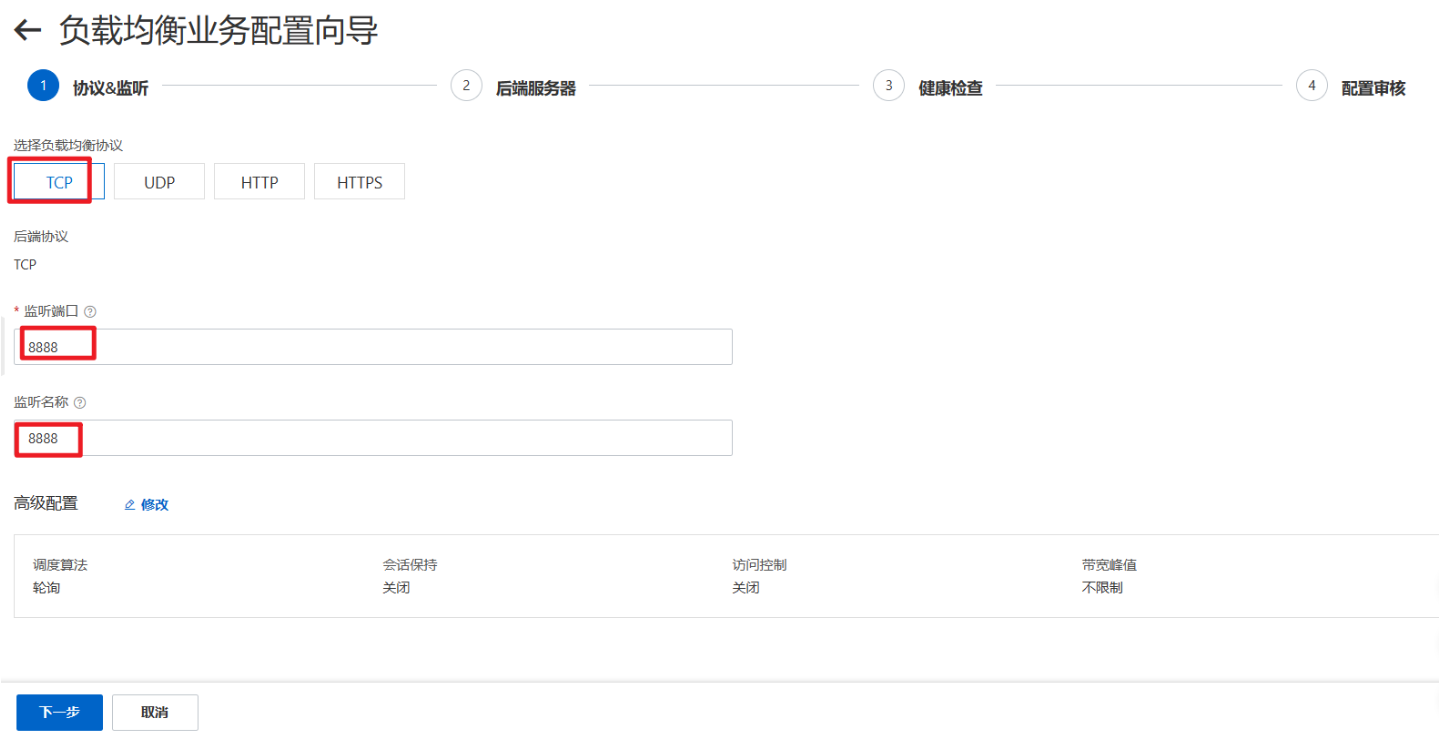 负载均衡业务配置向导
1 协议&监听 2 后端服务器 3 健康检查 4 配置审核
选择负载均衡协议
TCP UDP HTTP HTTPS
后端协议
TCP
* 监听端口 ?
8888
监听名称 ?
8888
高级配置 修改
调度算法 会话保持 访问控制 带宽峰值
轮询 关闭 关闭 不限制
下一步 取消